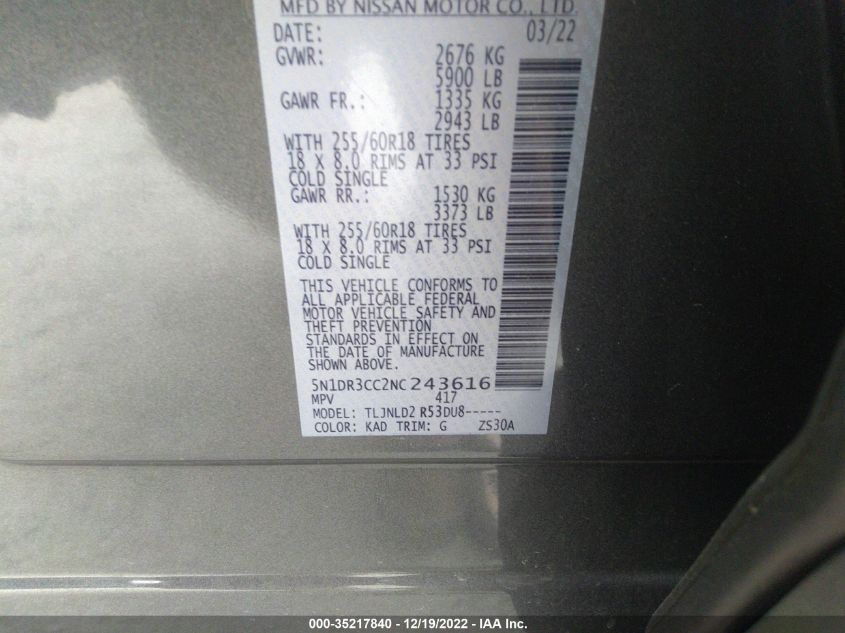 MFD BY NISSAN MOTOR CO., LTD.
DATE: 03/22
GVWR: 2676 KG
5900 LB
GAWR FR.: 1335 KG
2943 LB
WITH 255/60R18 TIRES
18 X 8.0 RIMS AT 33 PSI
COLD SINGLE
GAWR RR.: 1530 KG
3373 LB
WITH 255/60R18 TIRES
18 X 8.0 RIMS AT 33 PSI
COLD SINGLE
THIS VEHICLE CONFORMS TO
ALL APPLICABLE FEDERAL
MOTOR VEHICLE SAFETY AND
THEFT PREVENTION
STANDARDS IN EFFECT ON
THE DATE OF MANUFACTURE
SHOWN ABOVE.
5N1DR3CC2NC243616
MPV 417
MODEL: TLJNLD2 R53DU8-----
COLOR: KAD TRIM: G ZS30A
000-35217840 - 12/19/2022 - IAA Inc.